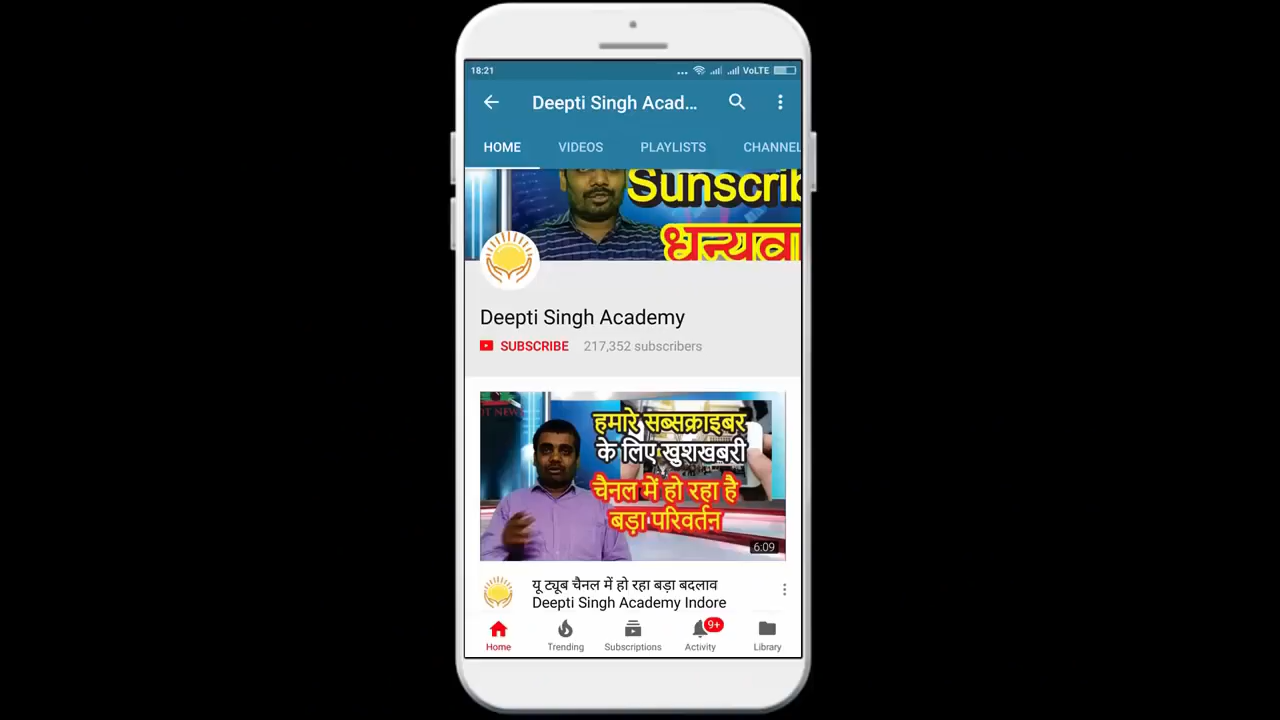 18:21
... VoLTE
Deepti Singh Acad...
HOME VIDEOS PLAYLISTS CHANNEL
Sunscrib
धन्यवा
Deepti Singh Academy
SUBSCRIBE 217,352 subscribers
OT NEW
हमारे सब्सक्राइबर
के लिए खुशखबरी
चैनल में हो रहा है
बड़ा परिवर्तन
6:09
यू ट्यूब चैनल में हो रहा बड़ा बदलाव
Deepti Singh Academy Indore
9+
Home Trending Subscriptions Activity Library